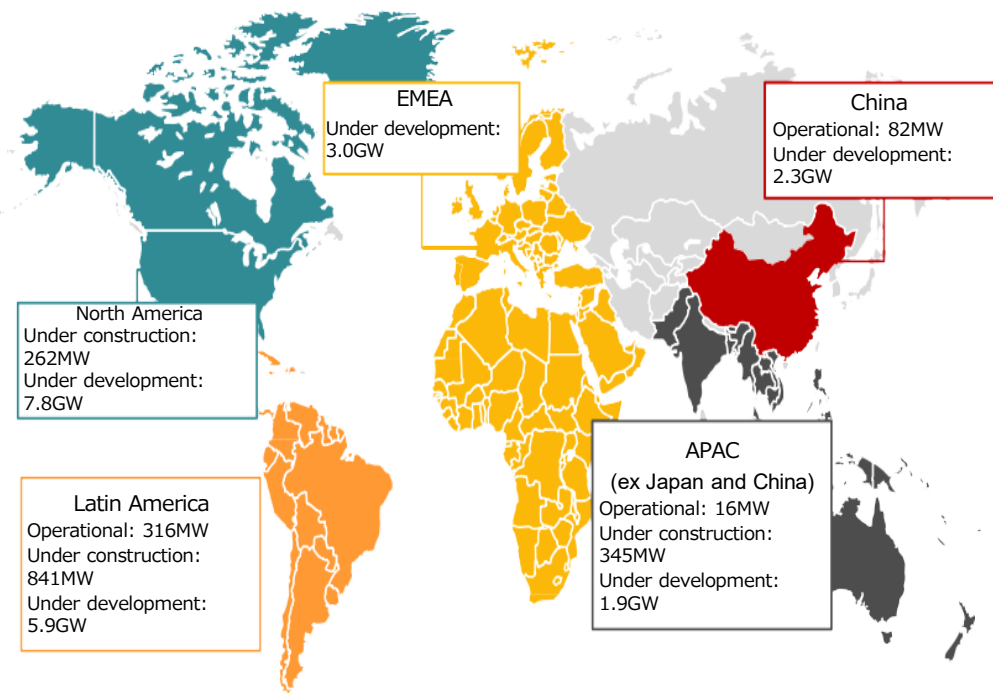 EMEA
Under development:
3.0GW
China
Operational: 82MW
Under development:
2.3GW
North America
Under construction:
262MW
Under development:
7.8GW
APAC
(ex Japan and China)
Operational: 16MW
Under construction:
345MW
Under development:
1.9GW
Latin America
Operational: 316MW
Under construction:
841MW
Under development:
5.9GW